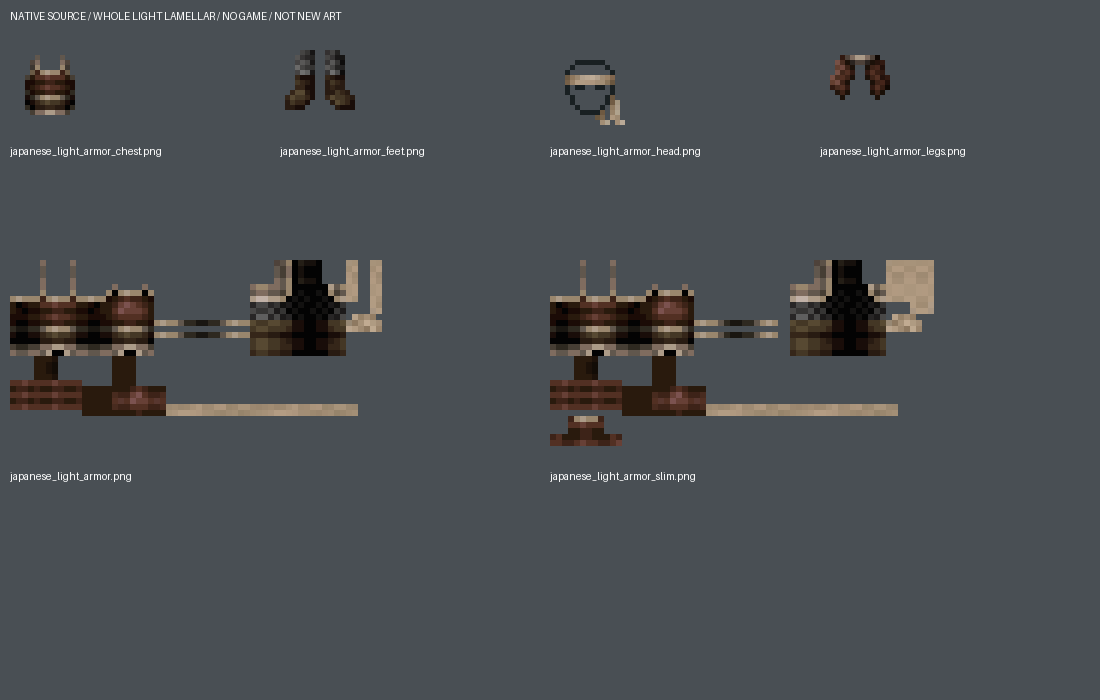 NATIVE SOURCE / WHOLE LIGHT LAMELLAR / NO GAME / NOT NEW ART
japanese_light_armor_chest.png
japanese_light_armor_feet.png
japanese_light_armor_head.png
japanese_light_armor_legs.png
japanese_light_armor.png
japanese_light_armor_slim.png